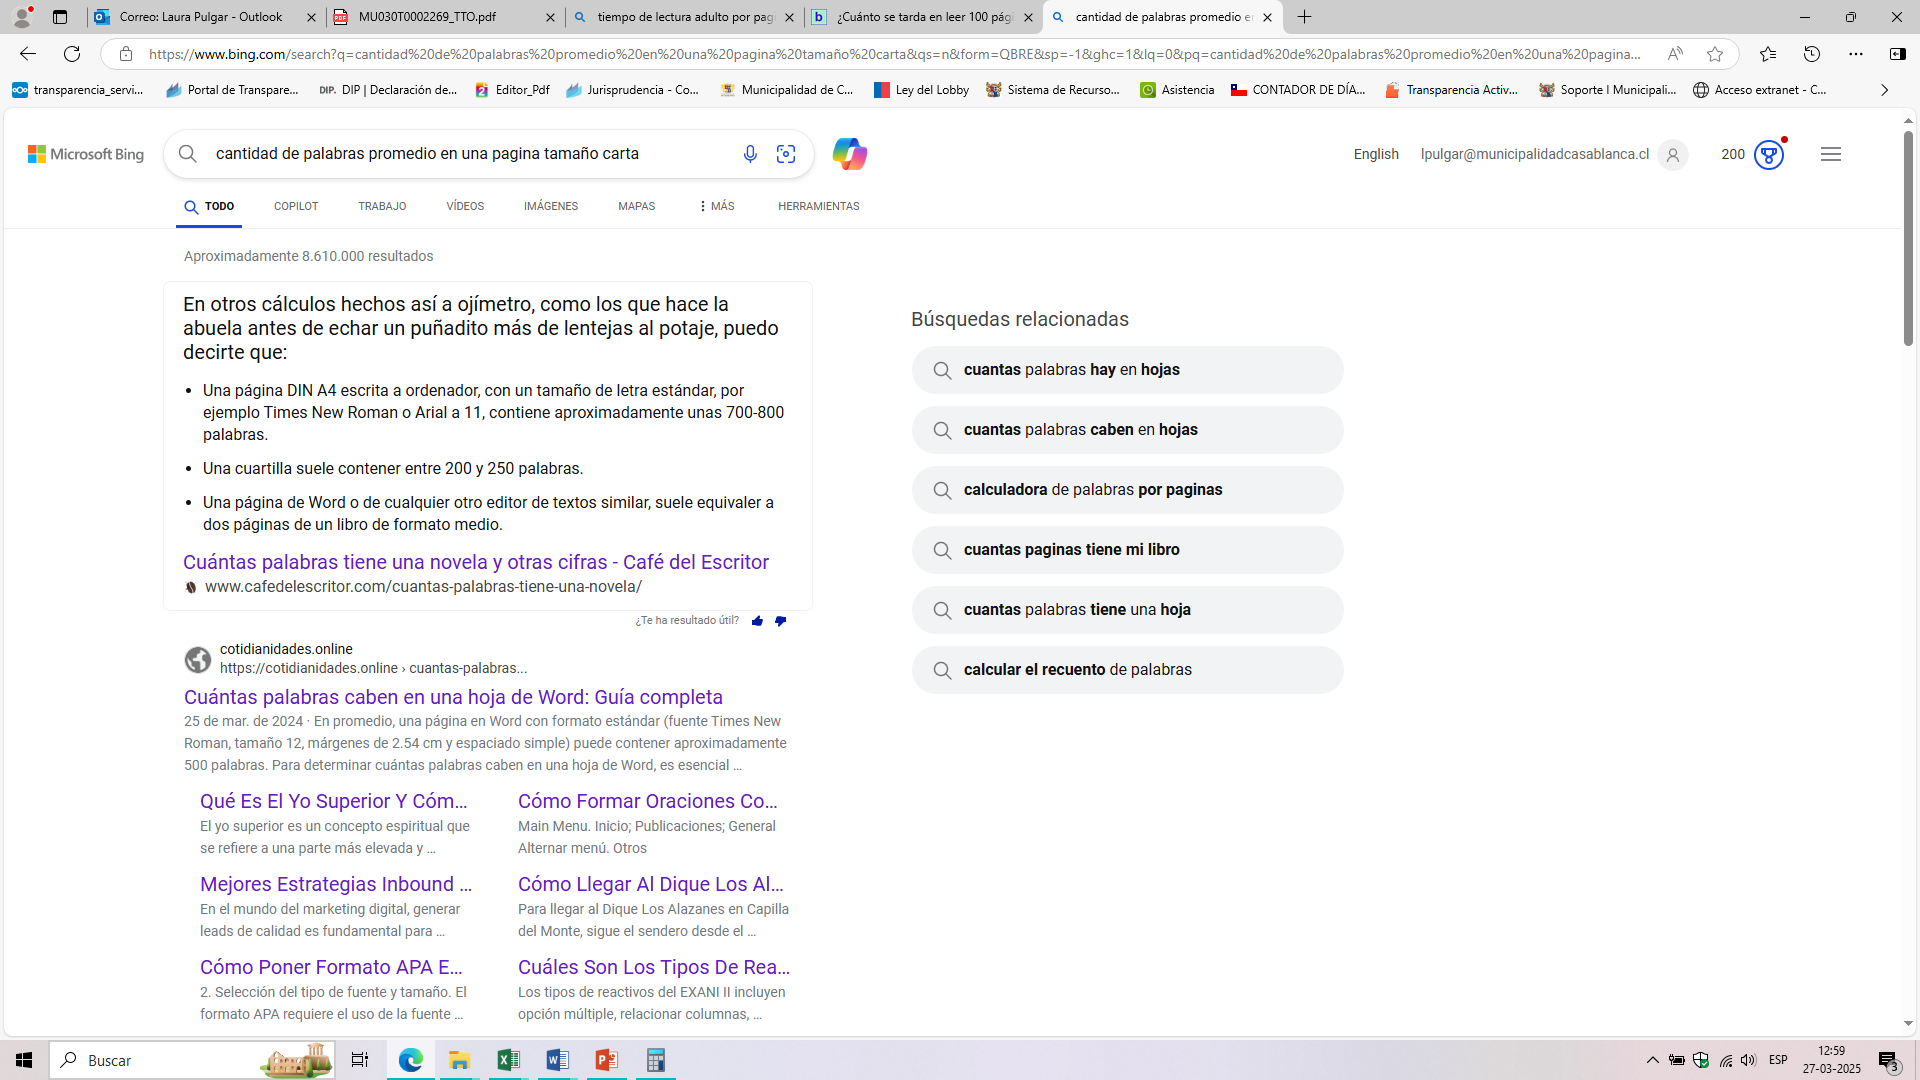 Correo: Laura Pulgar - Outlook
MU030T0002269_TTO.pdf
tiempo de lectura adulto por pag
¿Cuánto se tarda en leer 100 pág
cantidad de palabras promedio e
https://www.bing.com/search?q=cantidad%20de%20palabras%20promedio%20en%20una%20pagina%20tamaño%20carta&qs=n&form=QBRE&sp=-1&ghc=1&lq=0&pq=cantidad%20de%20palabras%20promedio%20en%20una%20pagina...
transparencia_servi...
Portal de Transpare...
DIP. DIP | Declaración de...
Editor_Pdf
Jurisprudencia - Co...
Municipalidad de C...
Ley del Lobby
Sistema de Recurso...
Asistencia
CONTADOR DE DÍA...
Transparencia Activ...
Soporte I Municipali...
Acceso extranet - C...
Microsoft Bing
cantidad de palabras promedio en una pagina tamaño carta
English
lpulgar@municipalidadcasablanca.cl
200
TODO
COPILOT
TRABAJO
VÍDEOS
IMÁGENES
MAPAS
MÁS
HERRAMIENTAS
Aproximadamente 8.610.000 resultados
En otros cálculos hechos así a ojímetro, como los que hace la
abuela antes de echar un puñadito más de lentejas al potaje, puedo
decirte que:
• Una página DIN A4 escrita a ordenador, con un tamaño de letra estándar, por
ejemplo Times New Roman o Arial a 11, contiene aproximadamente unas 700-800
palabras.
• Una cuartilla suele contener entre 200 y 250 palabras.
• Una página de Word o de cualquier otro editor de textos similar, suele equivaler a
dos páginas de un libro de formato medio.
Cuántas palabras tiene una novela y otras cifras - Café del Escritor
www.cafedelescritor.com/cuantas-palabras-tiene-una-novela/
¿Te ha resultado útil?
cotidianidades.online
https://cotidianidades.online › cuantas-palabras...
Cuántas palabras caben en una hoja de Word: Guía completa
25 de mar. de 2024 · En promedio, una página en Word con formato estándar (fuente Times New
Roman, tamaño 12, márgenes de 2.54 cm y espaciado simple) puede contener aproximadamente
500 palabras. Para determinar cuántas palabras caben en una hoja de Word, es esencial ...
Qué Es El Yo Superior Y Cóm...
El yo superior es un concepto espiritual que
se refiere a una parte más elevada y ...
Cómo Formar Oraciones Co...
Main Menu. Inicio; Publicaciones; General
Alternar menú. Otros
Mejores Estrategias Inbound ...
En el mundo del marketing digital, generar
leads de calidad es fundamental para ...
Cómo Llegar Al Dique Los Al...
Para llegar al Dique Los Alazanes en Capilla
del Monte, sigue el sendero desde el ...
Cómo Poner Formato APA E...
2. Selección del tipo de fuente y tamaño. El
formato APA requiere el uso de la fuente ...
Cuáles Son Los Tipos De Rea...
Los tipos de reactivos del EXANI II incluyen
opción múltiple, relacionar columnas, ...
Búsquedas relacionadas
cuantas palabras hay en hojas
cuantas palabras caben en hojas
calculadora de palabras por paginas
cuantas paginas tiene mi libro
cuantas palabras tiene una hoja
calcular el recuento de palabras
Buscar
ESP
12:59
27-03-2025
3